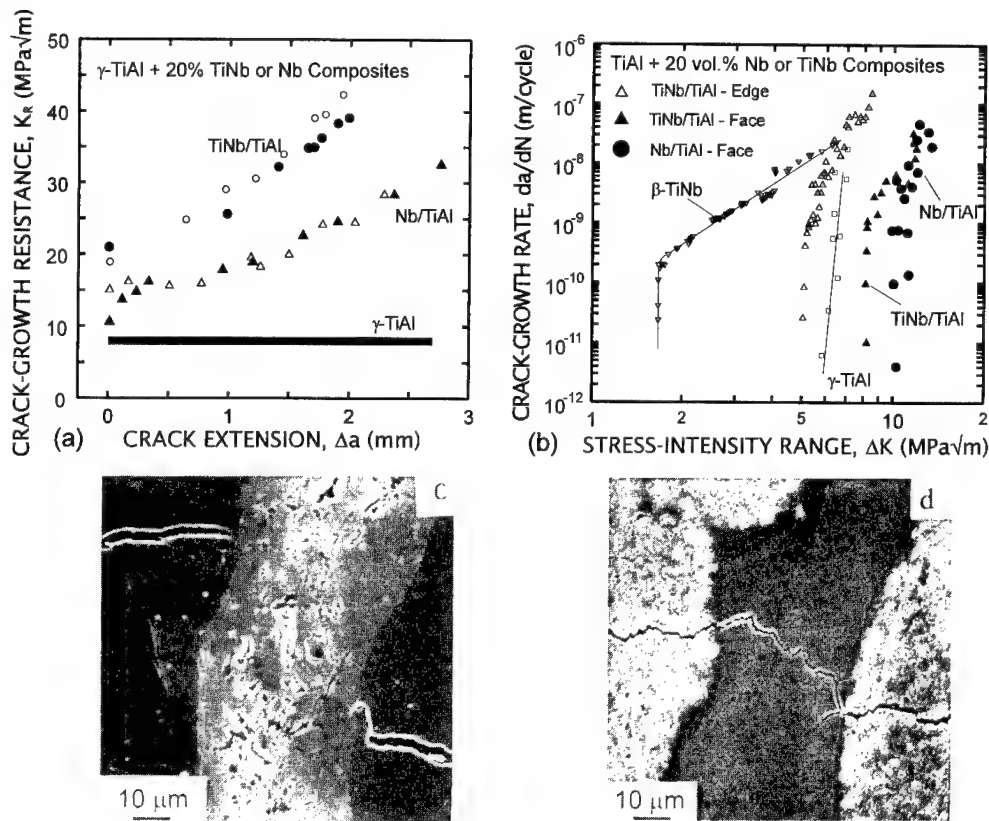 CRACK-GROWTH RESISTANCE, K_R (MPa√m)
50
40
30
20
10
0
γ-TiAl + 20% TiNb or Nb Composites
TiNb/TiAl
Nb/TiAl
γ-TiAl
0 1 2 3
(a) CRACK EXTENSION, Δa (mm)
CRACK-GROWTH RATE, da/dN (m/cycle)
10⁻⁶
10⁻⁷
10⁻⁸
10⁻⁹
10⁻¹⁰
10⁻¹¹
10⁻¹²
TiAl + 20 vol.% Nb or TiNb Composites
△ TiNb/TiAl - Edge
▲ TiNb/TiAl - Face
● Nb/TiAl - Face
β-TiNb
Nb/TiAl
TiNb/TiAl
γ-TiAl
1 2 5 10 2
(b) STRESS-INTENSITY RANGE, ΔK (MPa√m)
c
10 μm
d
10 μm